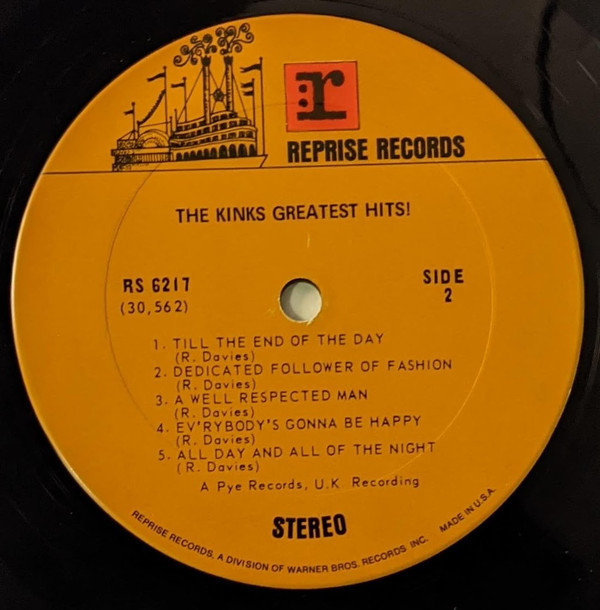 r
REPRISE RECORDS
THE KINKS GREATEST HITS!
RS 6217
(30,562)
SIDE
2
1. TILL THE END OF THE DAY
(R. Davies)
2. DEDICATED FOLLOWER OF FASHION
(R. Davies)
3. A WELL RESPECTED MAN
(R. Davies)
4. EV'RYBODY'S GONNA BE HAPPY
(R. Davies)
5. ALL DAY AND ALL OF THE NIGHT
(R. Davies)
A Pye Records, U.K. Recording
STEREO
REPRISE RECORDS, A DIVISION OF WARNER BROS. RECORDS INC. MADE IN U.S.A.